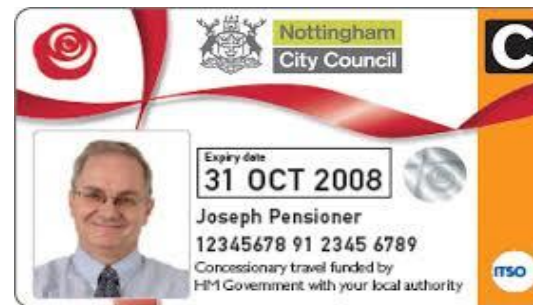 Nottingham
City Council
C
Expiry date
31 OCT 2008
Joseph Pensioner
12345678 91 2345 6789
Concessionary travel funded by
HM Government with your local authority
ITSO